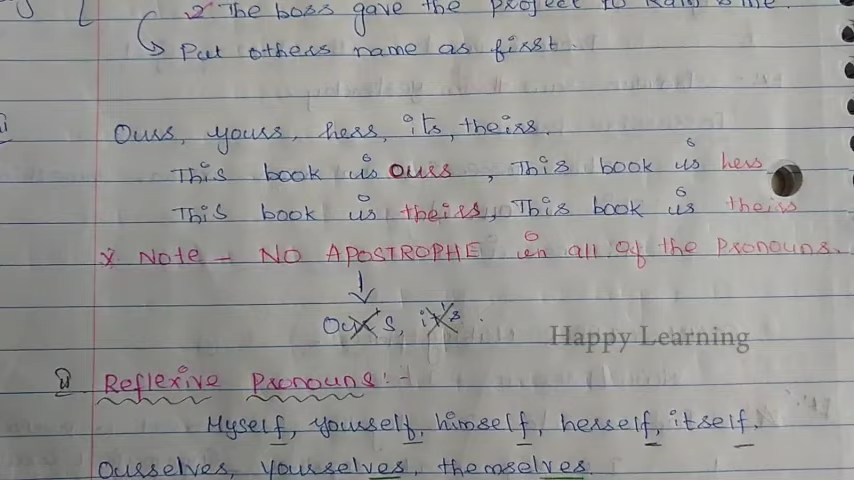 2 The boss gave the project to Ram & me.
Put others name as first.
Ours, yours, hers, its, theirs.
This book is ours, This book is hers
This book is theirs, This book is theirs
* Note - NO APOSTROPHE in all of the Pronouns.
Our's, it's.
Happy Learning
Reflexive Pronouns:-
Myself, yourself, himself, herself, itself.
Ourselves, yourselves, themselves.